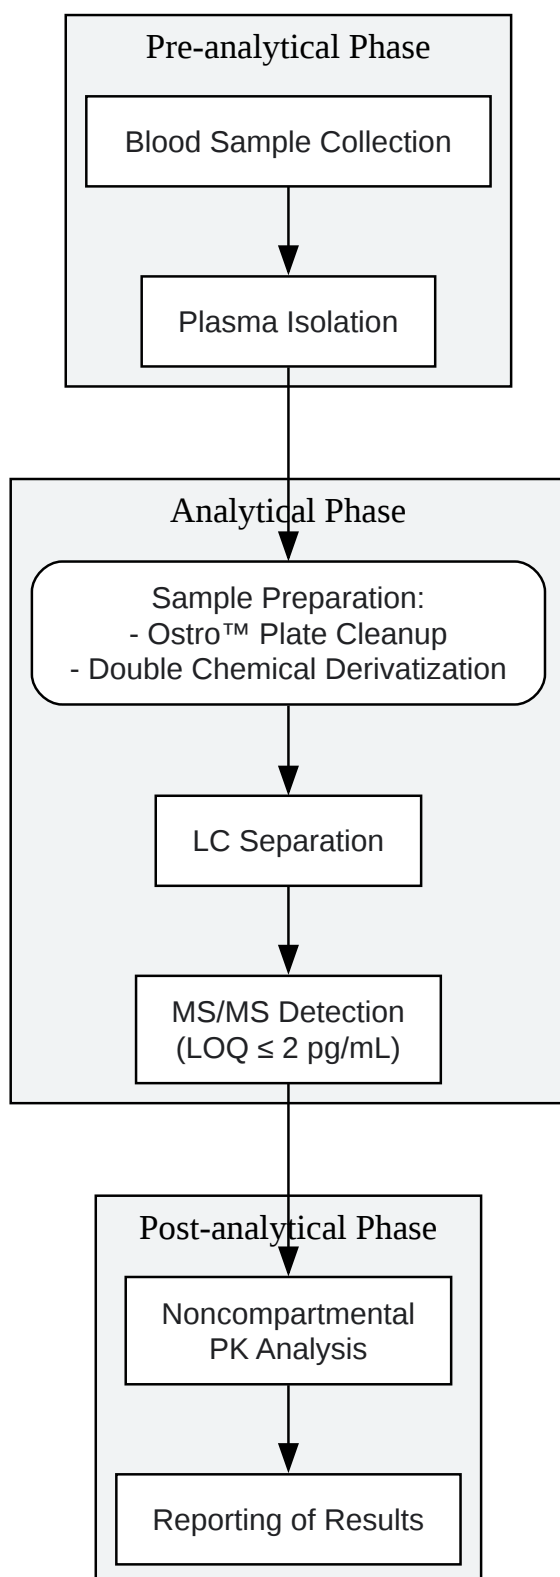 Pre-analytical Phase
Blood Sample Collection
Plasma Isolation
Analytical Phase
Sample Preparation:
- Ostro™ Plate Cleanup
- Double Chemical Derivatization
LC Separation
MS/MS Detection
(LOQ ≤ 2 pg/mL)
Post-analytical Phase
Noncompartmental
PK Analysis
Reporting of Results